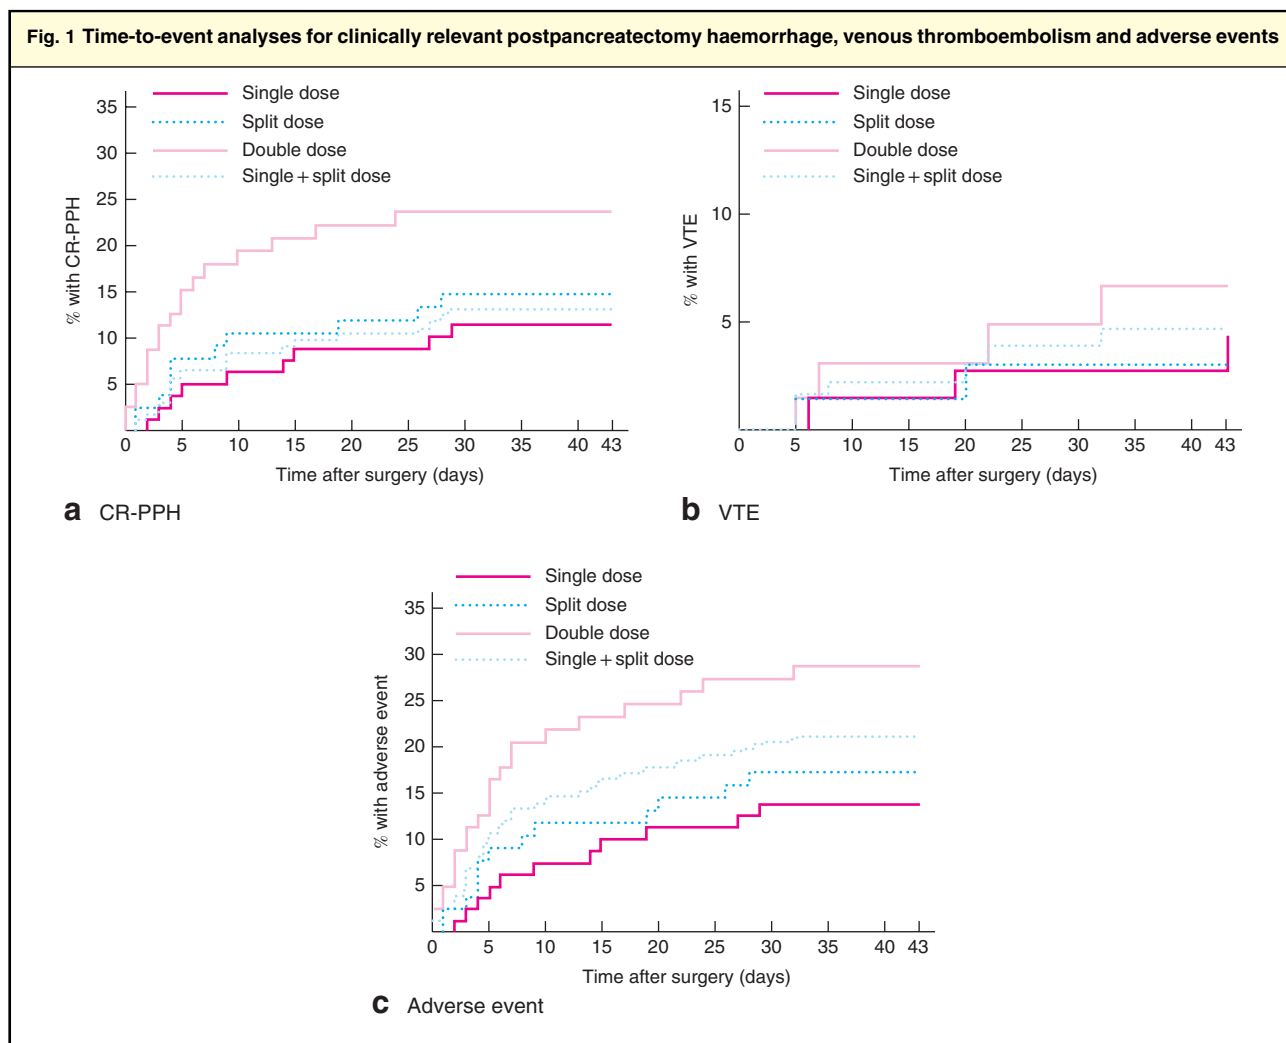 Fig. 1 Time-to-event analyses for clinically relevant postpancreatectomy haemorrhage, venous thromboembolism and adverse events
Single dose
Split dose
Double dose
Single + split dose
35
30
25
20
15
10
5
% with CR-PPH
0 5 10 15 20 25 30 35 40 43
Time after surgery (days)
a CR-PPH
Single dose
Split dose
Double dose
Single + split dose
15
10
5
% with VTE
0 5 10 15 20 25 30 35 40 43
Time after surgery (days)
b VTE
Single dose
Split dose
Double dose
Single + split dose
35
30
25
20
15
10
5
% with adverse event
0 5 10 15 20 25 30 35 40 43
Time after surgery (days)
c Adverse event